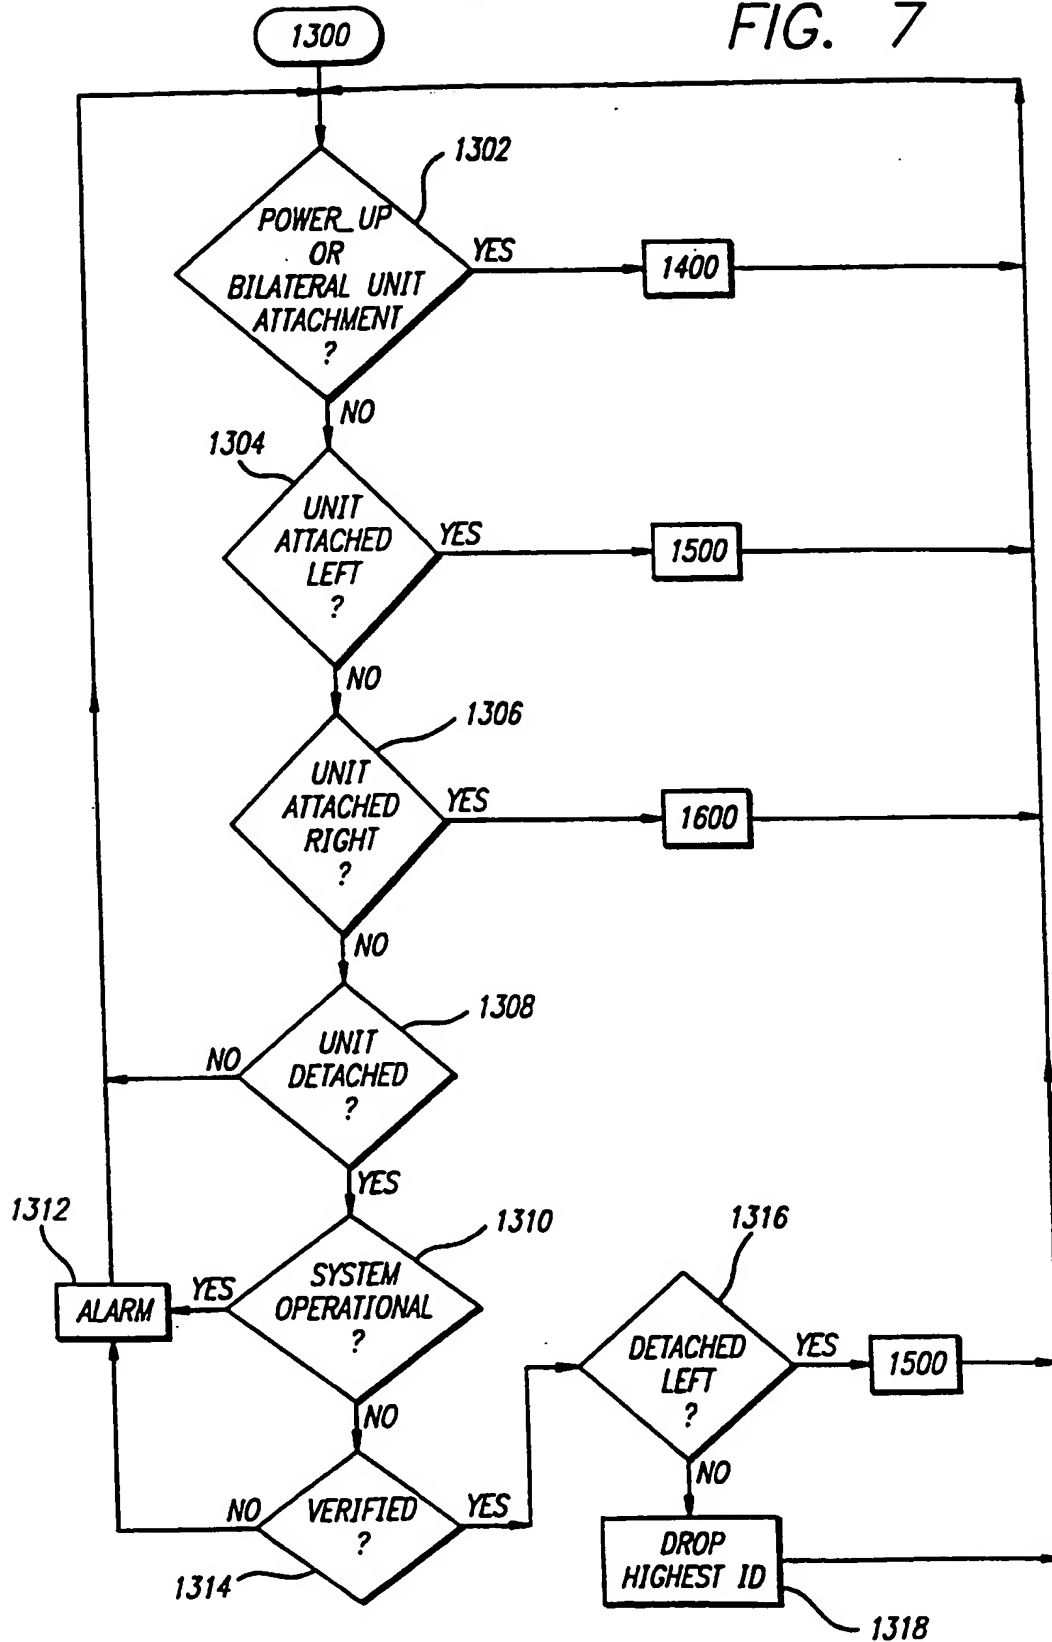 FIG. 7
1300
1302
POWER_UP
OR
BILATERAL UNIT
ATTACHMENT
?
YES
1400
NO
1304
UNIT
ATTACHED
LEFT
?
YES
1500
NO
1306
UNIT
ATTACHED
RIGHT
?
YES
1600
NO
1308
UNIT
DETACHED
?
NO
YES
1312
1310
1316
SYSTEM
OPERATIONAL
?
YES
ALARM
NO
DETACHED
LEFT
?
YES
1500
NO
VERIFIED
?
NO
YES
1314
DROP
HIGHEST ID
1318